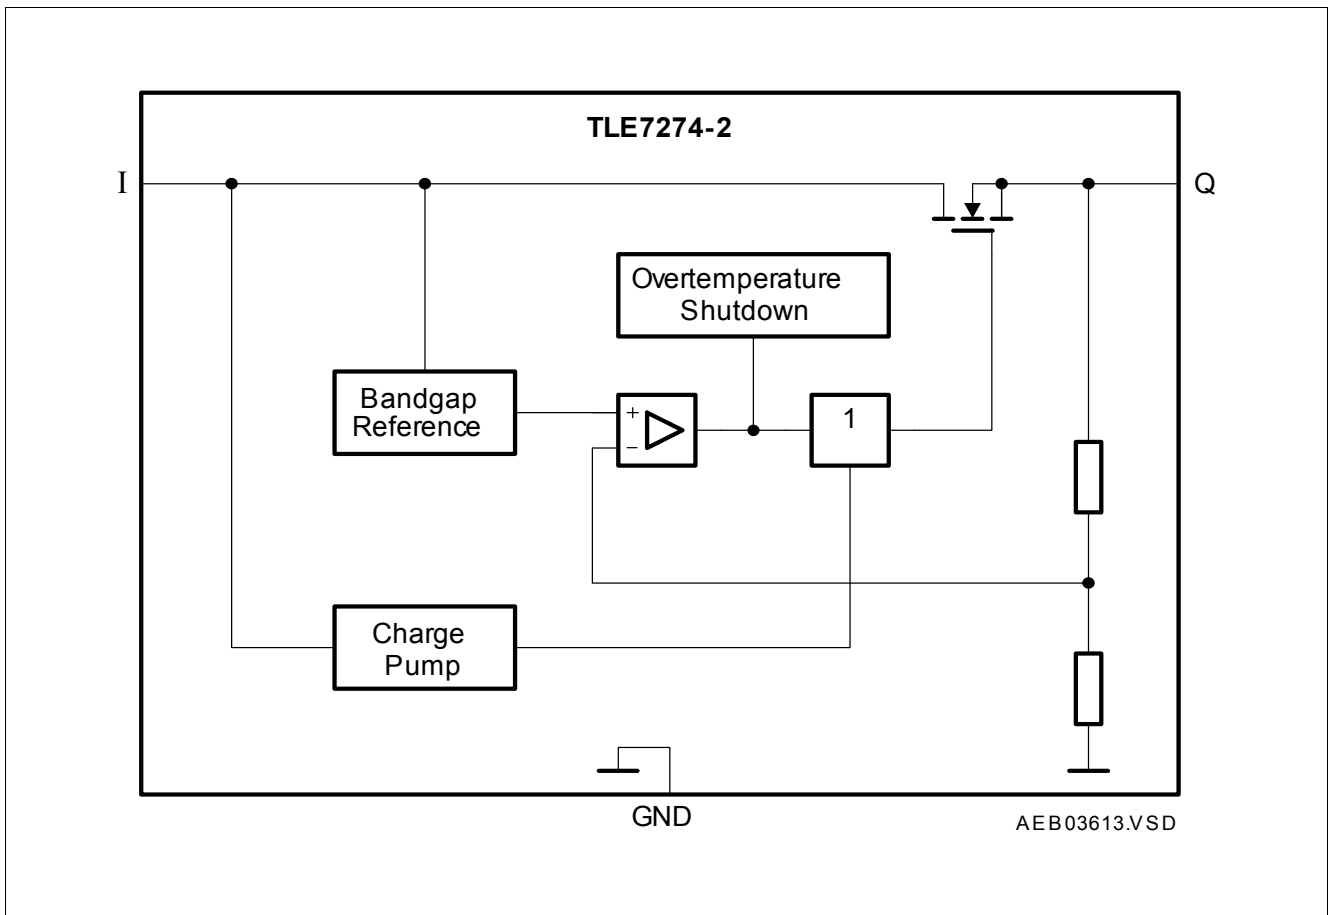 TLE7274-2
I
Q
Overtemperature
Shutdown
Bandgap
Reference
+
−
1
Charge
Pump
GND
AEB03613.VSD